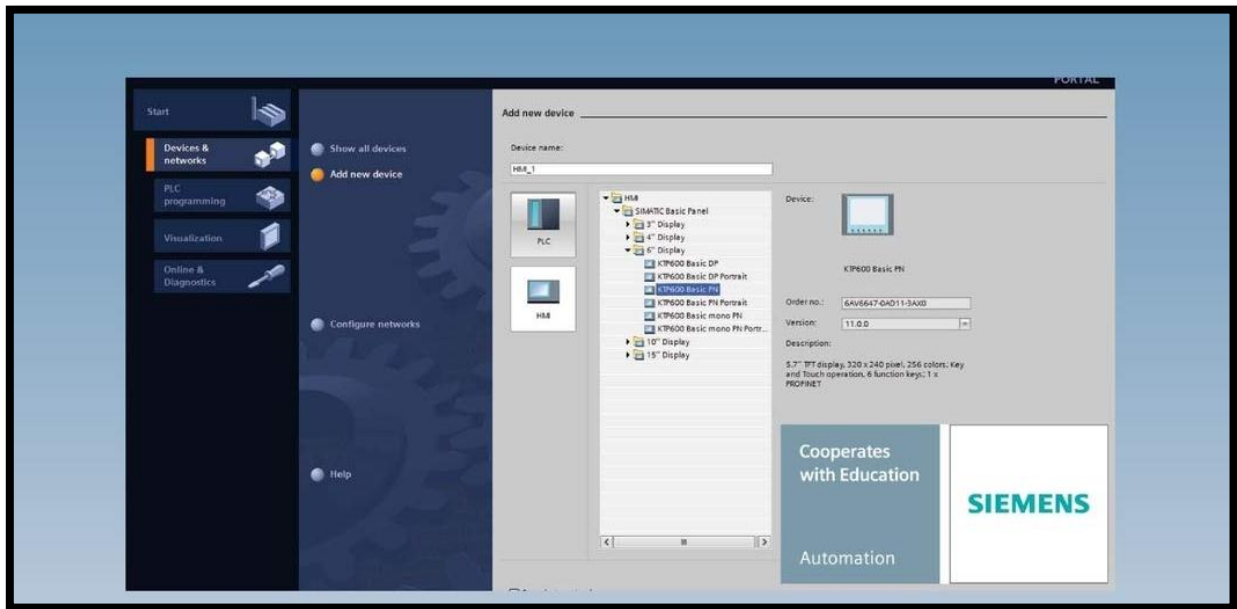 PORTAL
Start
Devices &
networks
PLC
programming
Visualization
Online &
Diagnostics
Show all devices
Add new device
Configure networks
Help
Add new device
Device name:
HMI_1
PLC
HMI
HMI
SIMATIC Basic Panel
3" Display
4" Display
6" Display
KTP600 Basic DP
KTP600 Basic DP Portrait
KTP600 Basic PN
KTP600 Basic PN Portrait
KTP600 Basic mono PN
KTP600 Basic mono PN Portr...
10" Display
15" Display
Device:
KTP600 Basic PN
Order no.: 6AV6647-0AD11-3AX0
Version: 11.0.0
Description:
5.7" TFT display, 320 x 240 pixel, 256 colors; Key
and Touch operation, 6 function keys; 1 x
PROFINET
Cooperates
with Education
Automation
SIEMENS